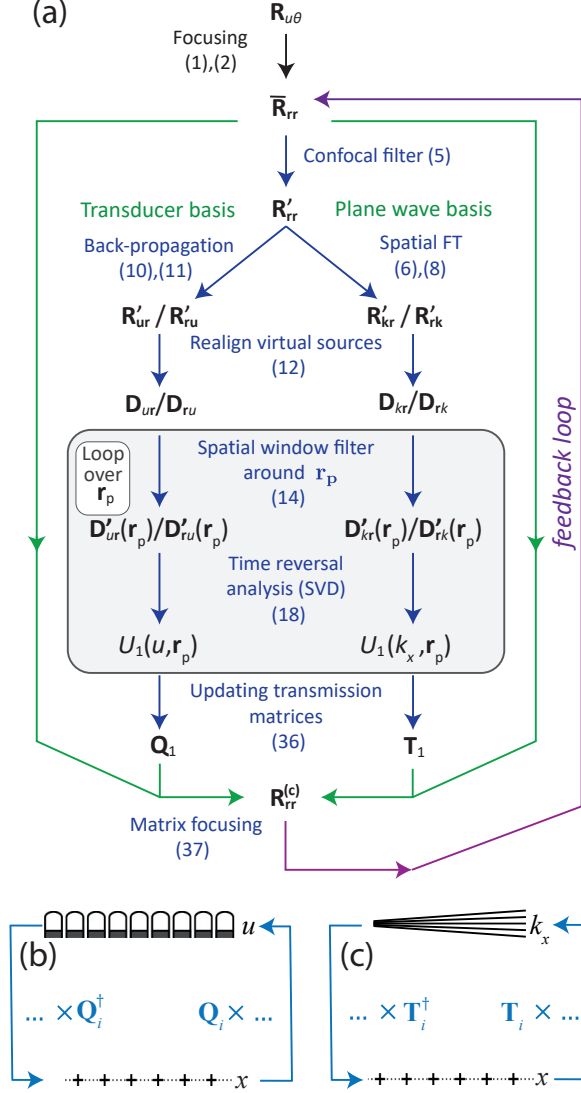 (a)
R_uθ
Focusing
(1),(2)
R̅_rr
Confocal filter (5)
Transducer basis
R′_rr
Plane wave basis
Back-propagation
(10),(11)
Spatial FT
(6),(8)
R′_ur / R′_ru
R′_kr / R′_rk
Realign virtual sources
(12)
D_ur/D_ru
D_kr/D_rk
Loop
over
r_p
Spatial window filter
around r_p
(14)
D′_ur(r_p)/D′_ru(r_p)
D′_kr(r_p)/D′_rk(r_p)
Time reversal
analysis (SVD)
(18)
U_1(u,r_p)
U_1(k_x,r_p)
Updating transmission
matrices
(36)
Q_1
T_1
R_rr^(c)
Matrix focusing
(37)
feedback loop
(b)
u
... × Q_i^†
Q_i × ...
x
(c)
k_x
... × T_i^†
T_i × ...
x